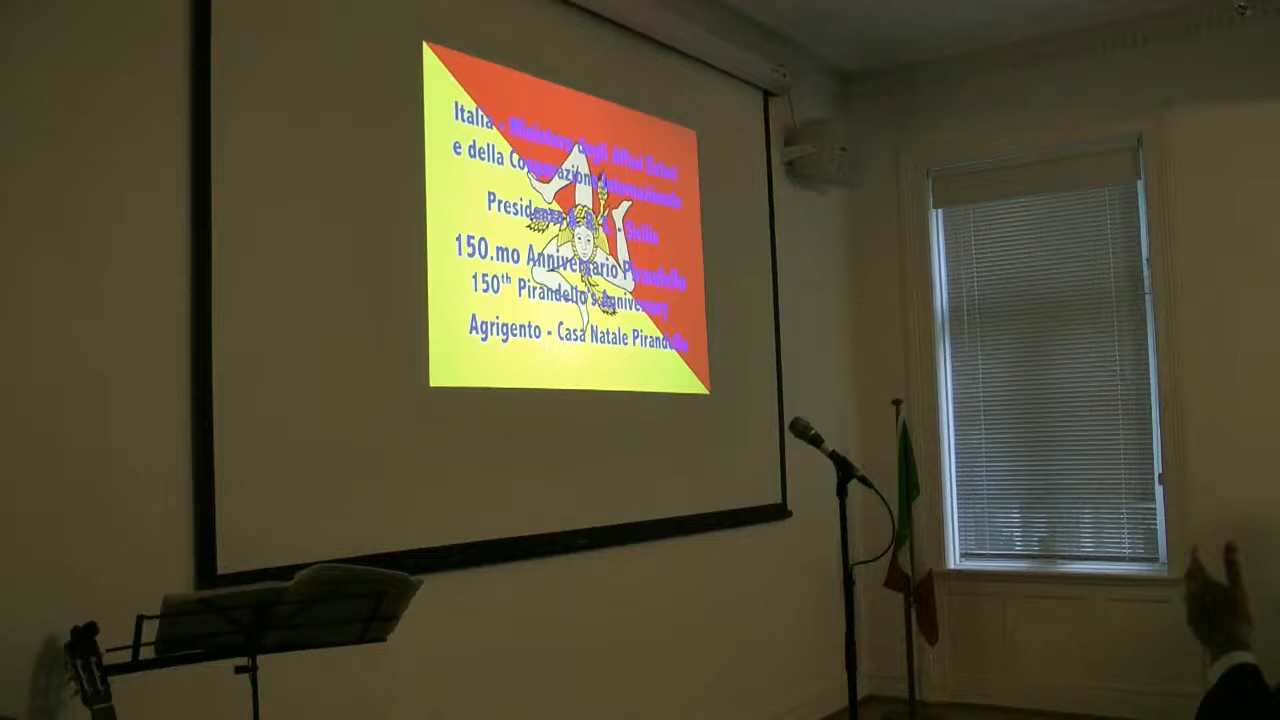 Italia - Ministero degli Affari Esteri
e della Cooperazione Internazionale
Presidenza - Sicilia
150.mo Anniversario Pirandello
150th Pirandello's Anniversary
Agrigento - Casa Natale Pirandello